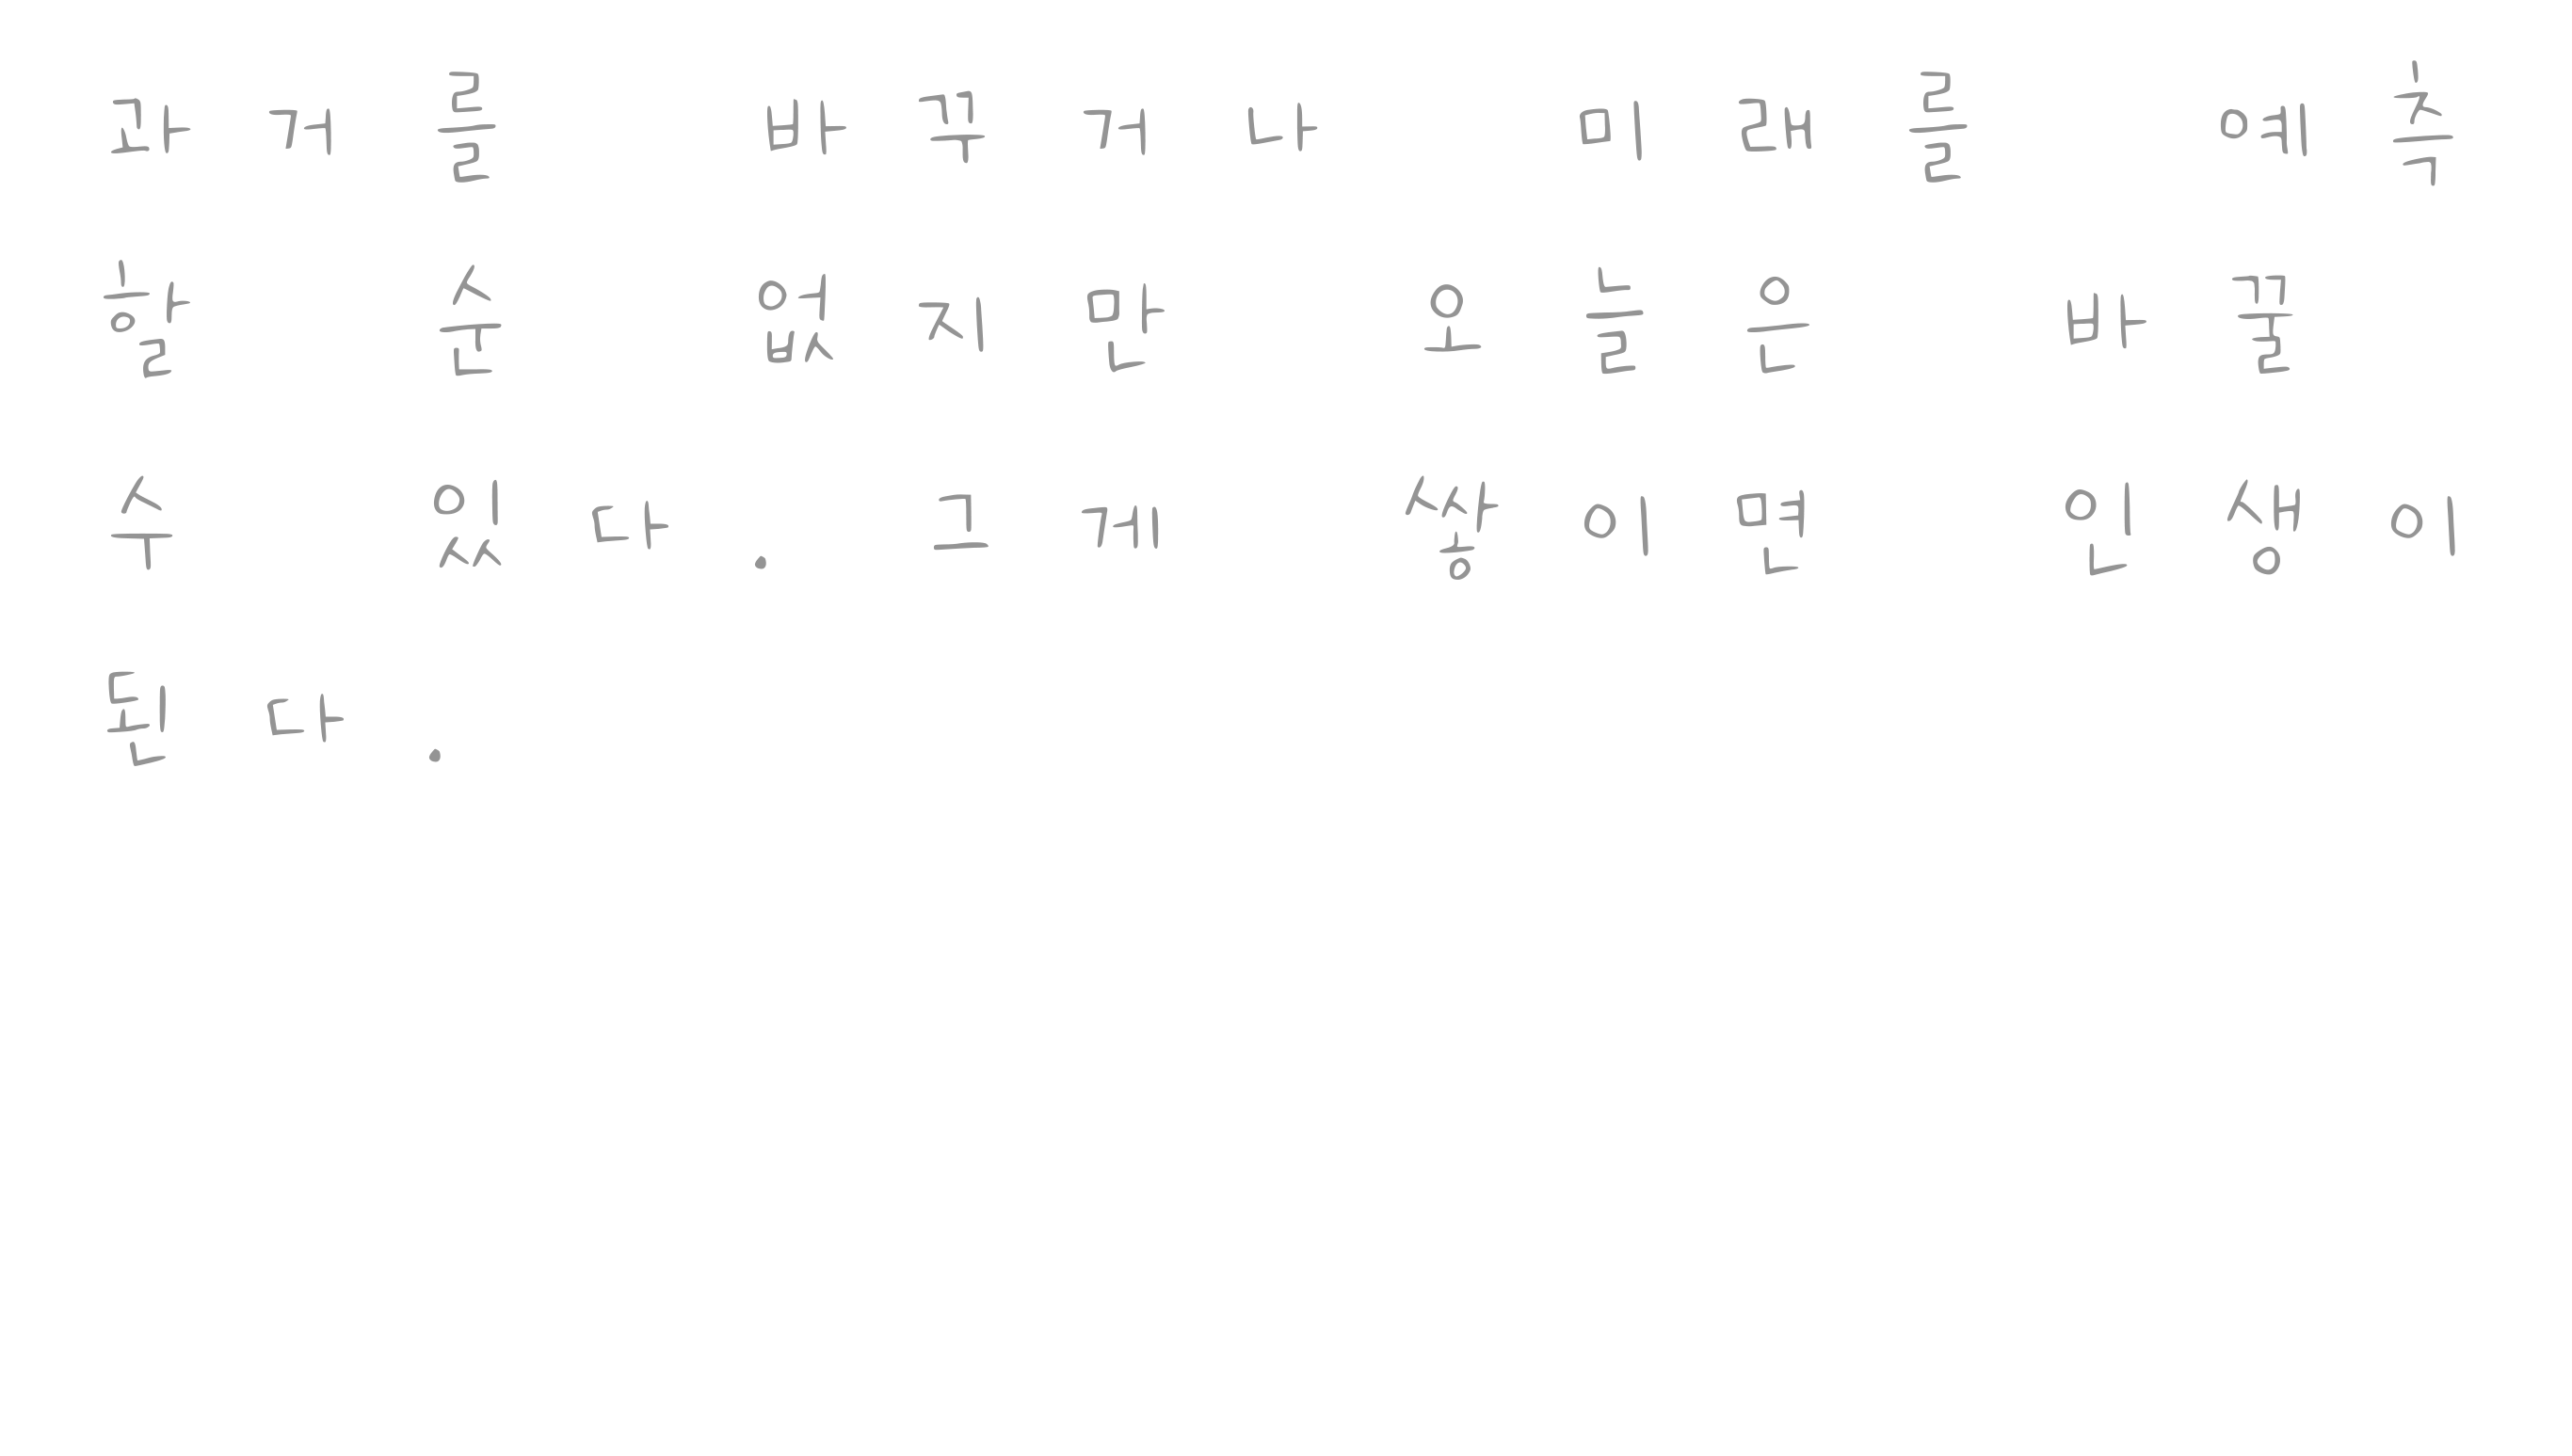 과거를 바꾸거나 미래를 예측
할 순 없지만 오늘은 바꿀
수 있다. 그게 쌓이면 인생이
된다.